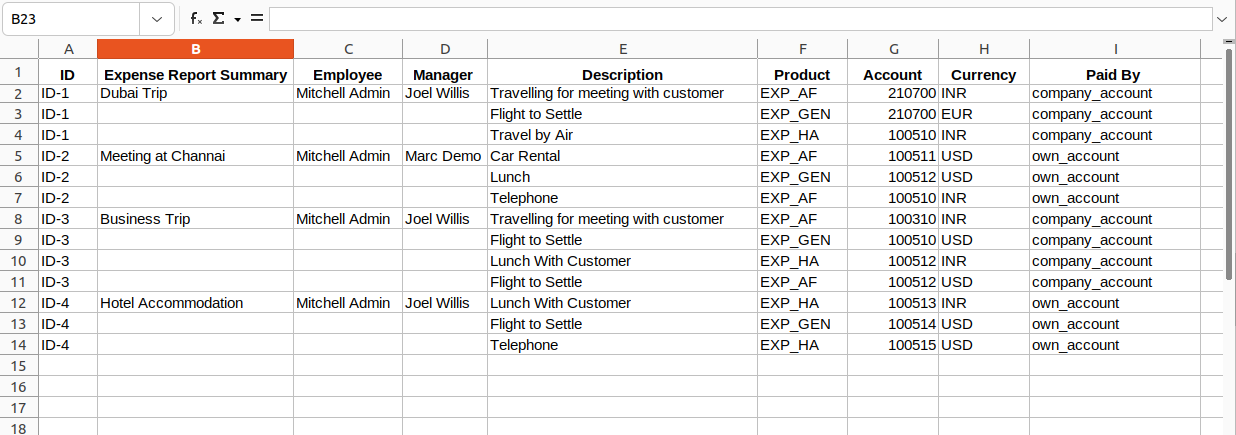 B23 fx Σ =
A B C D E F G H I
1 ID Expense Report Summary Employee Manager Description Product Account Currency Paid By
2 ID-1 Dubai Trip Mitchell Admin Joel Willis Travelling for meeting with customer EXP_AF 210700 INR company_account
3 ID-1 Flight to Settle EXP_GEN 210700 EUR company_account
4 ID-1 Travel by Air EXP_HA 100510 INR company_account
5 ID-2 Meeting at Channai Mitchell Admin Marc Demo Car Rental EXP_AF 100511 USD own_account
6 ID-2 Lunch EXP_GEN 100512 USD own_account
7 ID-2 Telephone EXP_AF 100510 INR own_account
8 ID-3 Business Trip Mitchell Admin Joel Willis Travelling for meeting with customer EXP_AF 100310 INR company_account
9 ID-3 Flight to Settle EXP_GEN 100510 USD company_account
10 ID-3 Lunch With Customer EXP_HA 100512 INR company_account
11 ID-3 Flight to Settle EXP_AF 100512 USD company_account
12 ID-4 Hotel Accommodation Mitchell Admin Joel Willis Lunch With Customer EXP_HA 100513 INR own_account
13 ID-4 Flight to Settle EXP_GEN 100514 USD own_account
14 ID-4 Telephone EXP_HA 100515 USD own_account
15
16
17
18